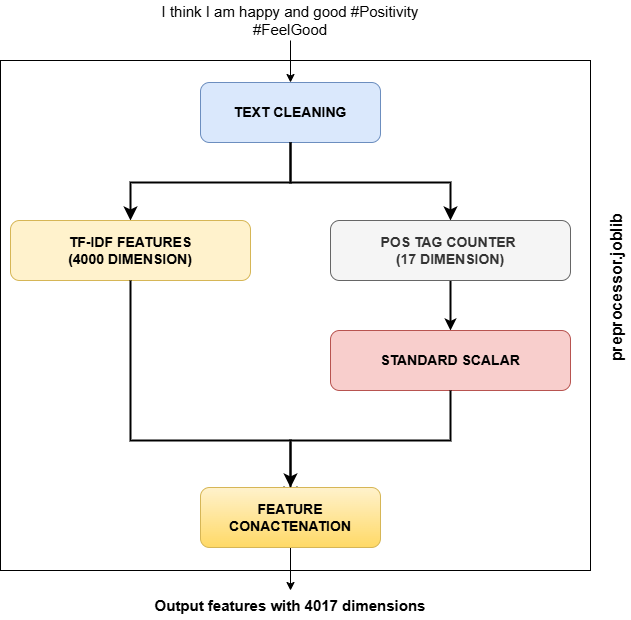 I think I am happy and good #Positivity
#FeelGood
TEXT CLEANING
TF-IDF FEATURES
(4000 DIMENSION)
POS TAG COUNTER
(17 DIMENSION)
STANDARD SCALAR
preprocessor.joblib
FEATURE
CONACTENATION
Output features with 4017 dimensions